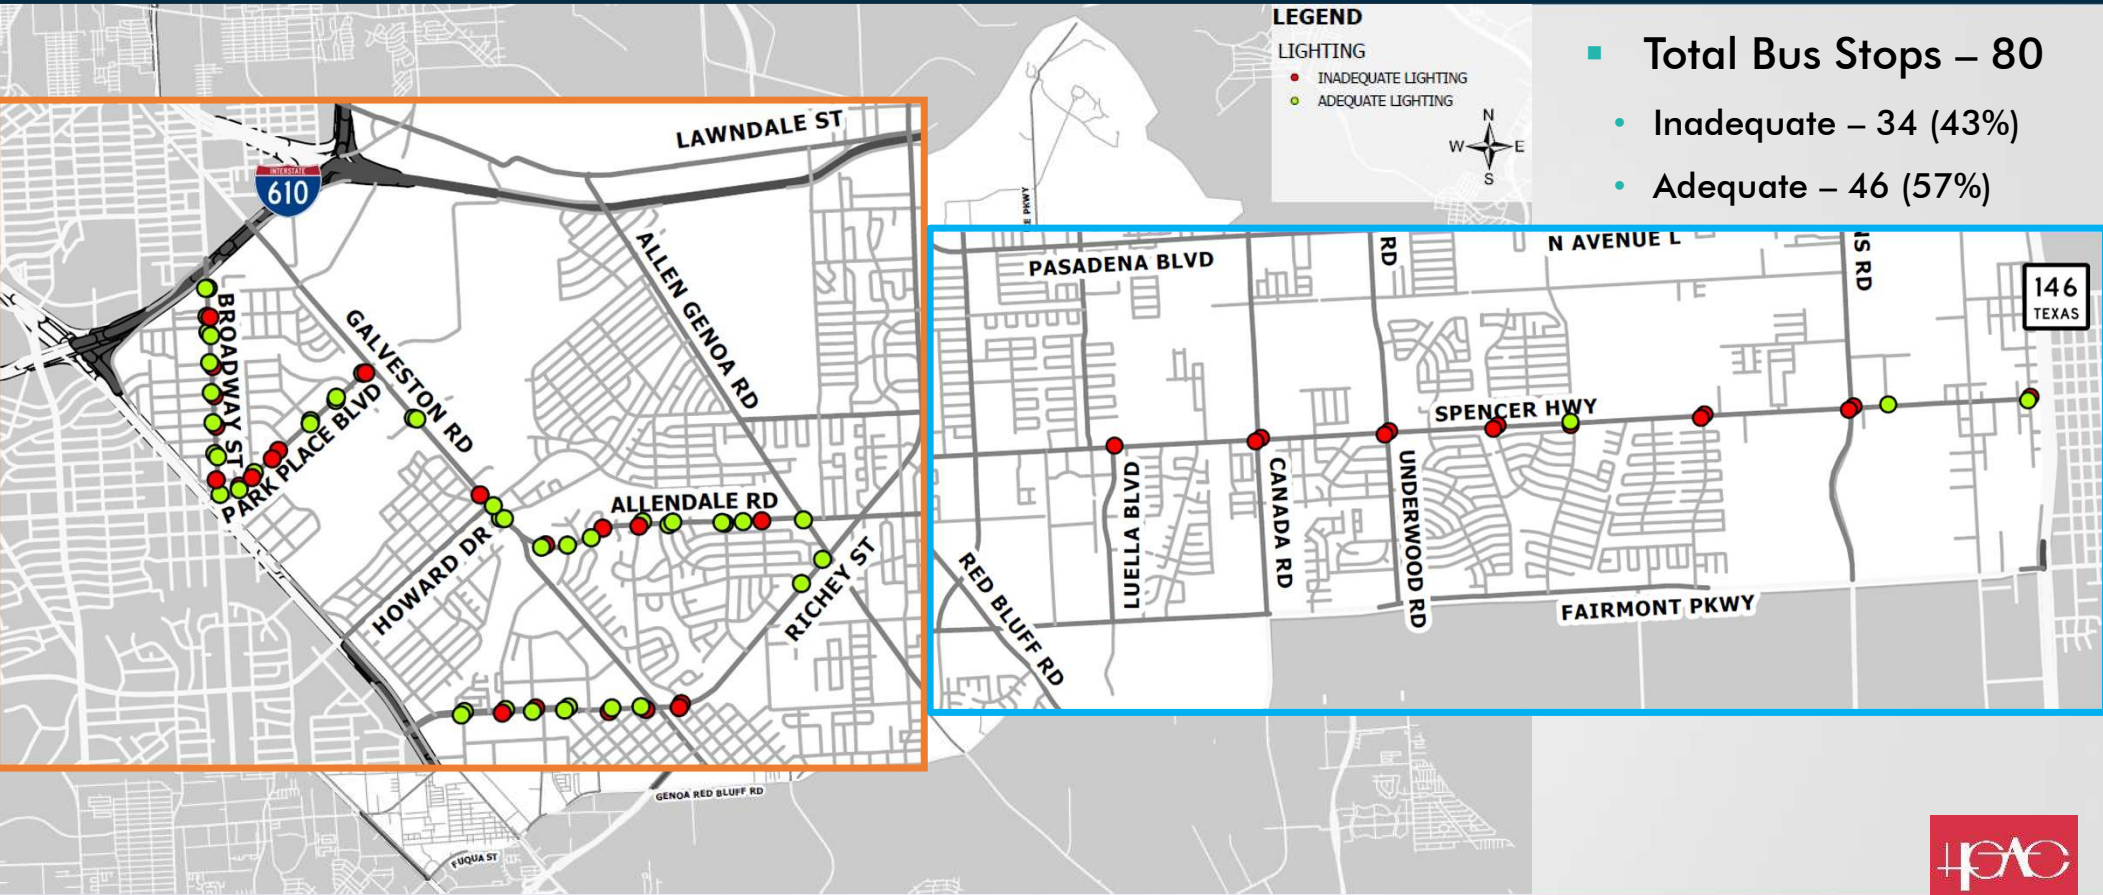 LEGEND
LIGHTING
INADEQUATE LIGHTING
ADEQUATE LIGHTING
N
W
E
S
Total Bus Stops – 80
Inadequate – 34 (43%)
Adequate – 46 (57%)
LAWNDALE ST
INTERSTATE
610
ALLEN GENOA RD
BROADWAY ST
GALVESTON RD
PARK PLACE BLVD
ALLENDALE RD
HOWARD DR
RICHEY ST
PKWY
PASADENA BLVD
RD
N AVENUE L
RD
146
TEXAS
SPENCER HWY
LUELLA BLVD
CANADA RD
UNDERWOOD RD
RED BLUFF RD
FAIRMONT PKWY
GENOA RED BLUFF RD
FUQUA ST